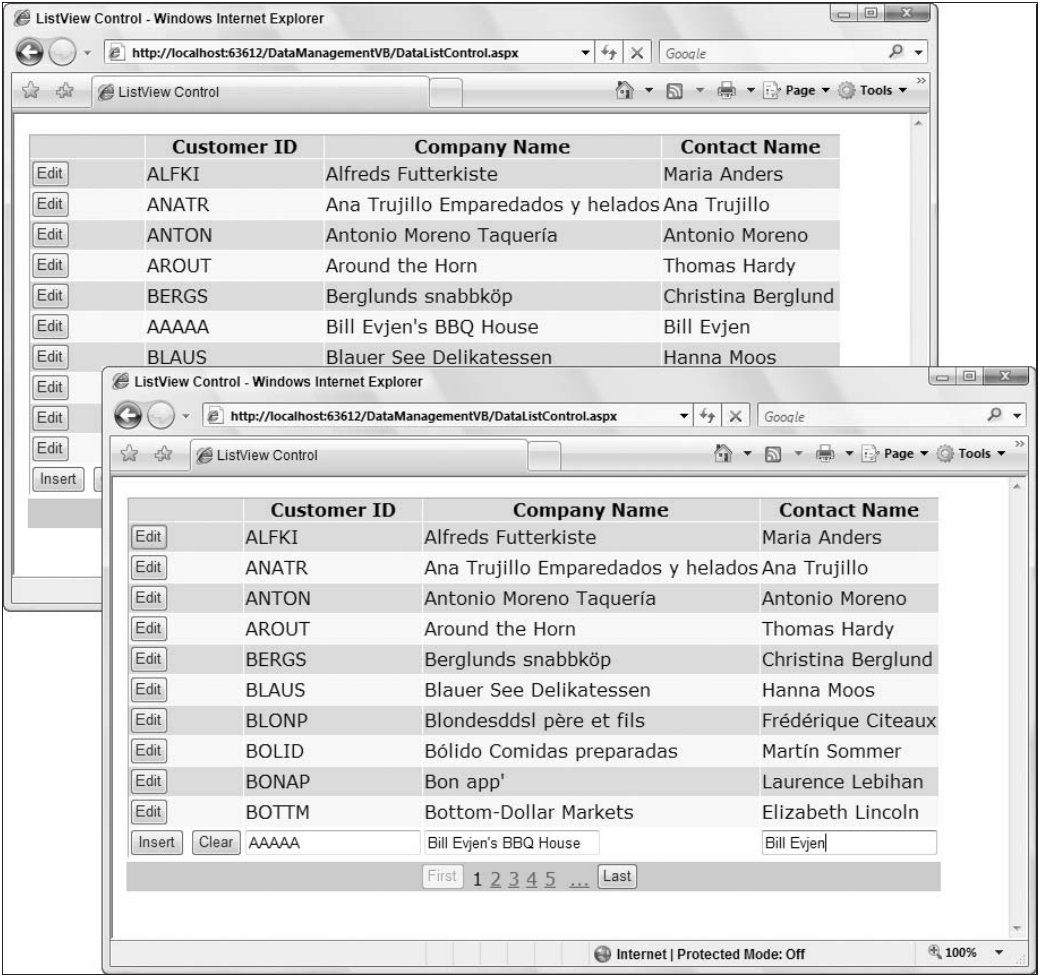 ListView Control - Windows Internet Explorer
http://localhost:63612/DataManagementVB/DataListControl.aspx
Google
ListView Control
Page
Tools
Customer ID Company Name Contact Name
Edit ALFKI Alfreds Futterkiste Maria Anders
Edit ANATR Ana Trujillo Emparedados y helados Ana Trujillo
Edit ANTON Antonio Moreno Taquería Antonio Moreno
Edit AROUT Around the Horn Thomas Hardy
Edit BERGS Berglunds snabbköp Christina Berglund
Edit AAAAA Bill Evjen's BBQ House Bill Evjen
Edit BLAUS Blauer See Delikatessen Hanna Moos
Edit
Edit
Edit
Insert
ListView Control - Windows Internet Explorer
http://localhost:63612/DataManagementVB/DataListControl.aspx
Google
ListView Control
Page
Tools
Customer ID Company Name Contact Name
Edit ALFKI Alfreds Futterkiste Maria Anders
Edit ANATR Ana Trujillo Emparedados y helados Ana Trujillo
Edit ANTON Antonio Moreno Taquería Antonio Moreno
Edit AROUT Around the Horn Thomas Hardy
Edit BERGS Berglunds snabbköp Christina Berglund
Edit BLAUS Blauer See Delikatessen Hanna Moos
Edit BLONP Blondesddsl père et fils Frédérique Citeaux
Edit BOLID Bólido Comidas preparadas Martín Sommer
Edit BONAP Bon app' Laurence Lebihan
Edit BOTTM Bottom-Dollar Markets Elizabeth Lincoln
Insert Clear AAAAA Bill Evjen's BBQ House Bill Evjen
First 1 2 3 4 5 ... Last
Internet | Protected Mode: Off
100%